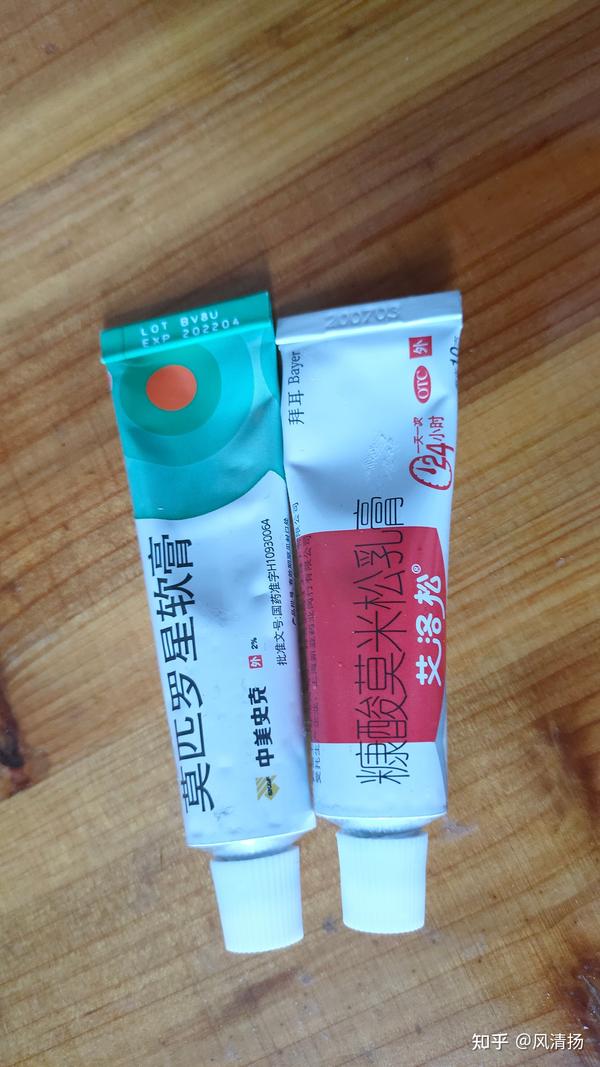 LOT BV8U
EXP 202204
莫匹罗星软膏
批准文号:国药准字H10930064
外 2%
中美史克
200703
拜耳 Bayer
外
OTC
一天一次
24小时
糠酸莫米松乳膏
艾洛松®
知乎 @风清扬